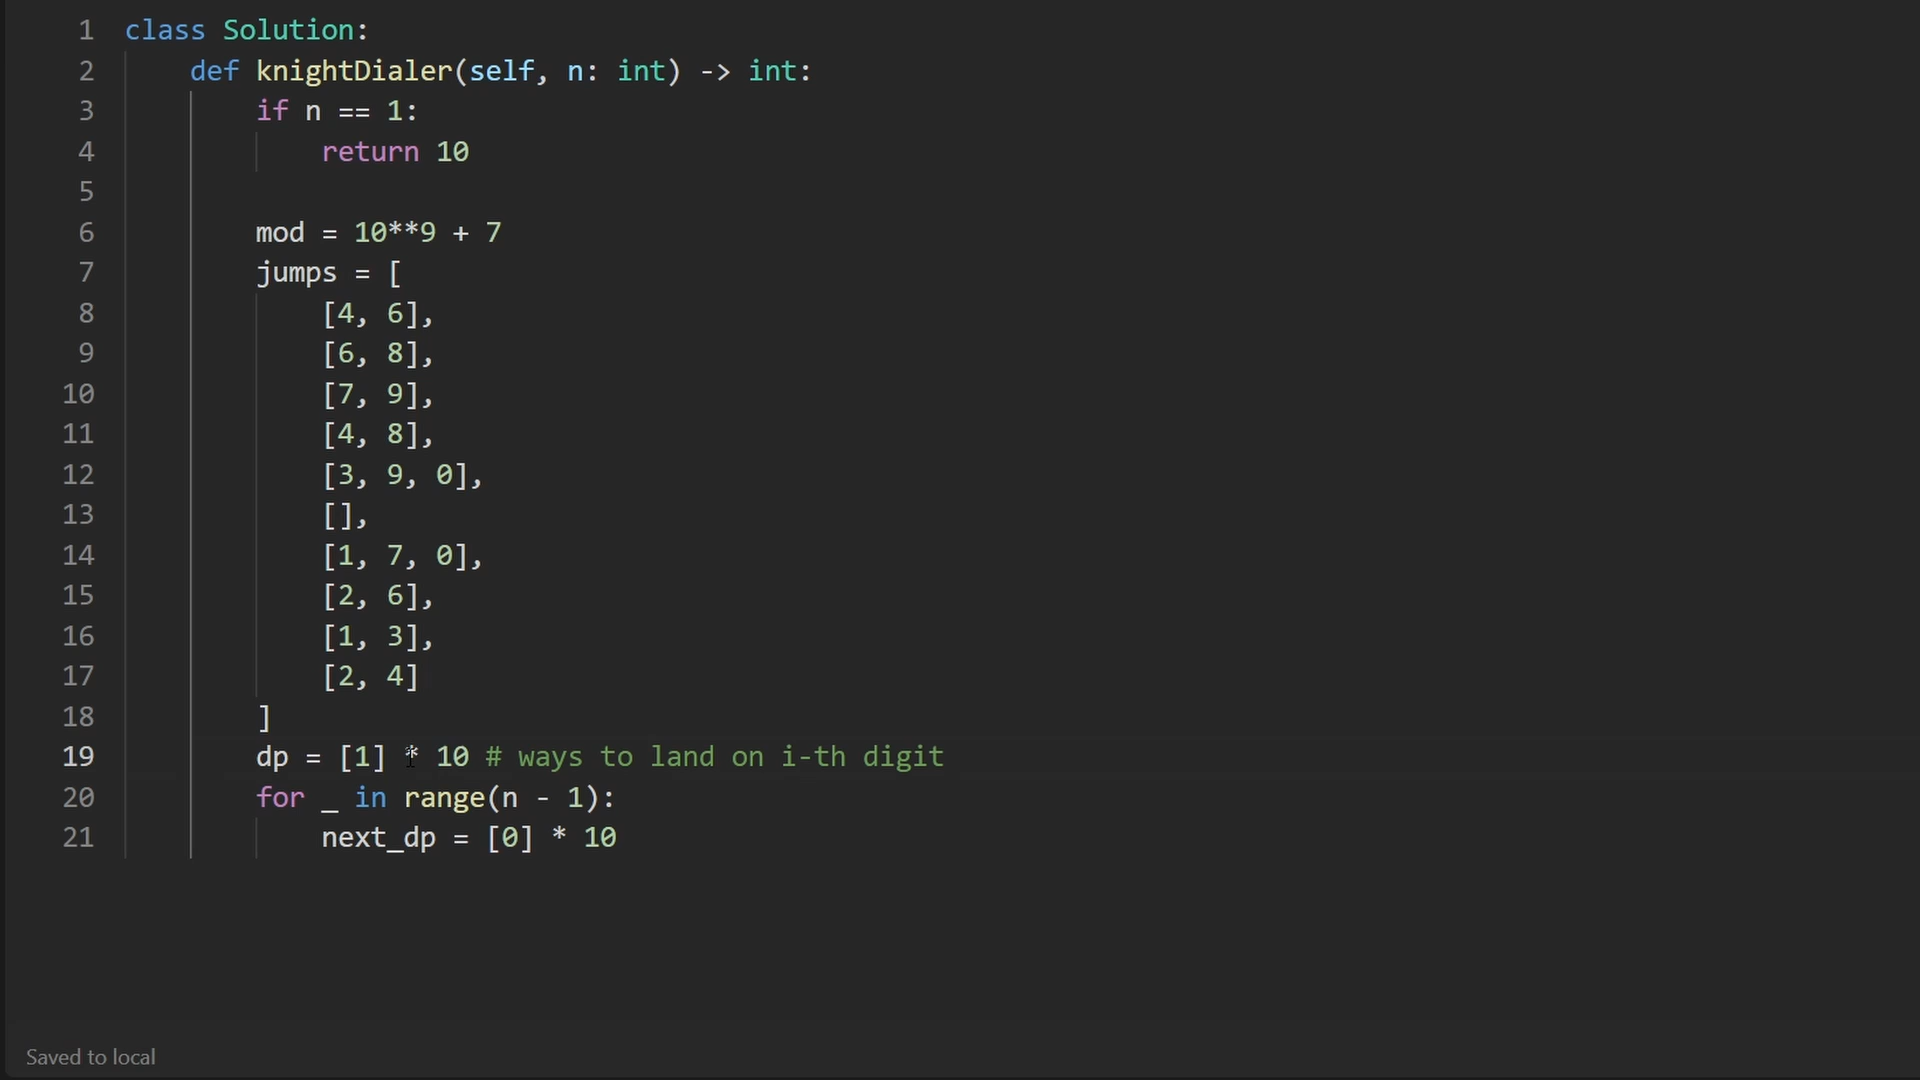 1 class Solution:
2     def knightDialer(self, n: int) -> int:
3         if n == 1:
4             return 10
5
6         mod = 10**9 + 7
7         jumps = [
8             [4, 6],
9             [6, 8],
10             [7, 9],
11             [4, 8],
12             [3, 9, 0],
13             [],
14             [1, 7, 0],
15             [2, 6],
16             [1, 3],
17             [2, 4]
18         ]
19         dp = [1] * 10 # ways to land on i-th digit
20         for _ in range(n - 1):
21             next_dp = [0] * 10
Saved to local